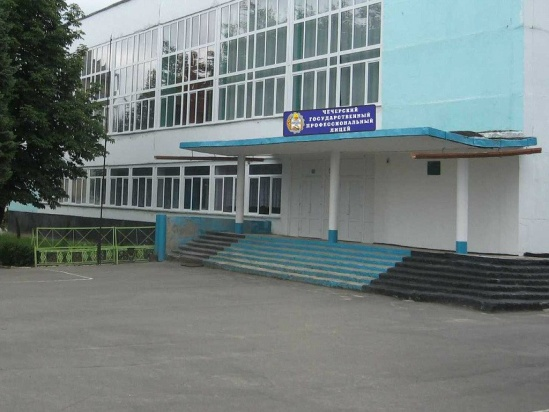 ЧЕЧЕРСКИЙ
ГОСУДАРСТВЕННЫЙ
ПРОФЕССИОНАЛЬНЫЙ
ЛИЦЕЙ